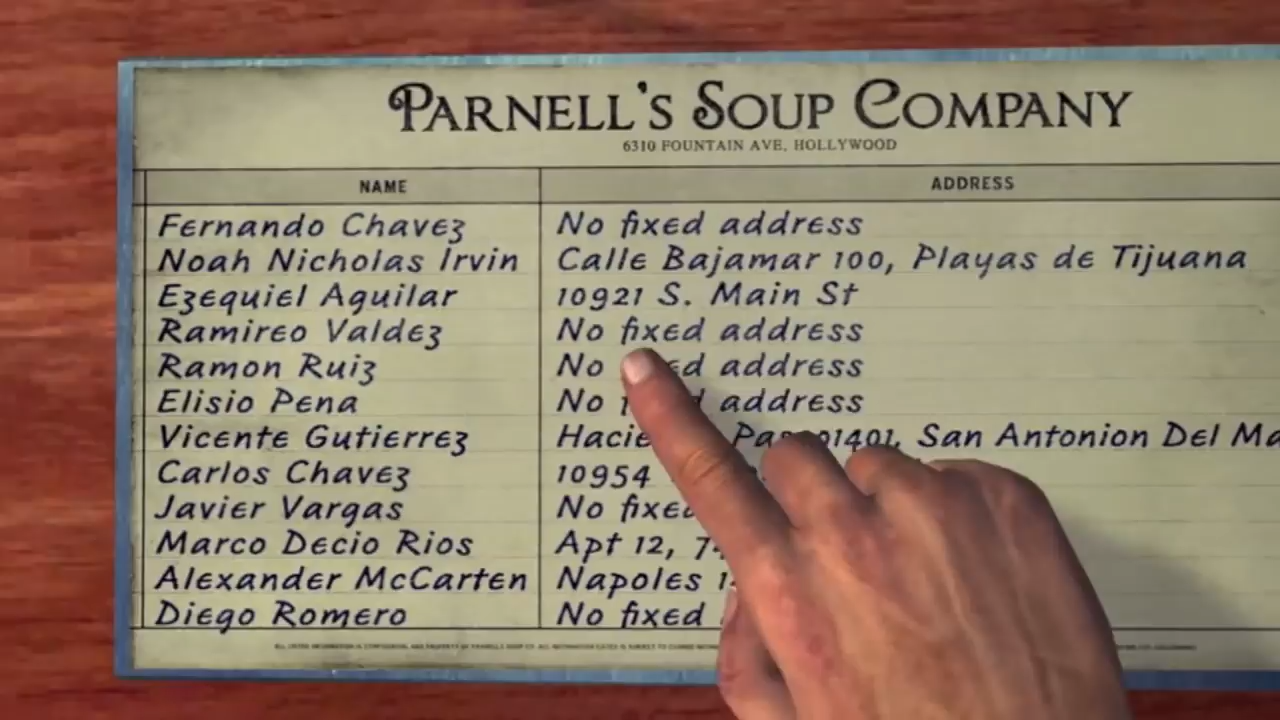 PARNELL'S SOUP COMPANY
6310 FOUNTAIN AVE, HOLLYWOOD
NAME ADDRESS
Fernando Chavez No fixed address
Noah Nicholas Irvin Calle Bajamar 100, Playas de Tijuana
Ezequiel Aguilar 10921 S. Main St
Ramireo Valdez No fixed address
Ramon Ruiz No address
Elisio Pena No address
Vicente Gutierrez San Antonion Del
Carlos Chavez 10954
Javier Vargas No
Marco Decio Rios Apt 12,
Alexander McCarten Napoles
Diego Romero No fixed